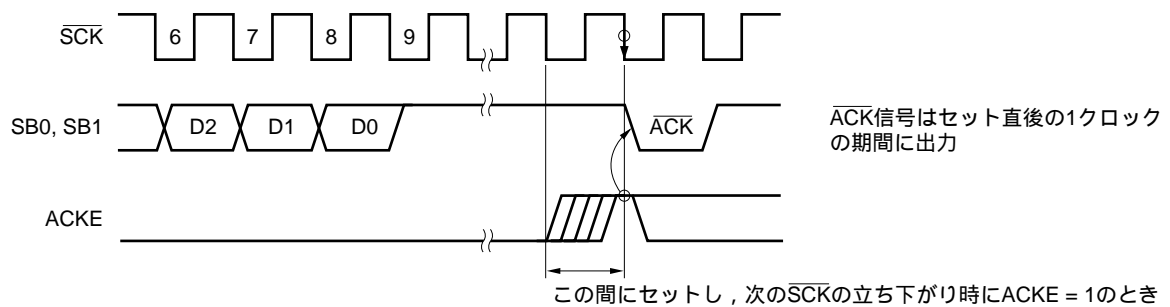 SCK 6 7 8 9
SB0, SB1 D2 D1 D0 ACK
ACK信号はセット直後の1クロック
の期間に出力
ACKE
この間にセットし，次のSCKの立ち下がり時にACKE = 1のとき